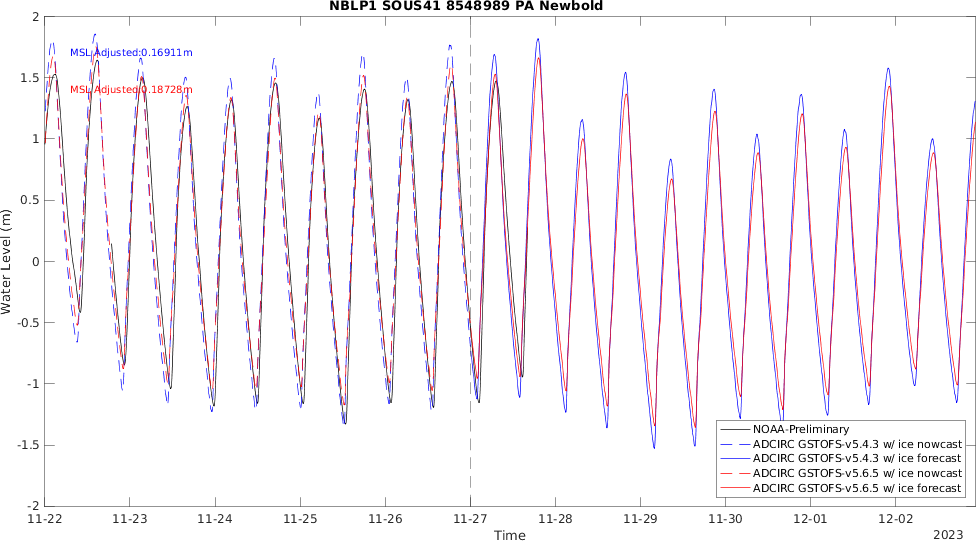 NBLP1 SOUS41 8548989 PA Newbold
2
1.5
1
0.5
0
-0.5
-1
-1.5
-2
Water Level (m)
MSL Adjusted:0.16911m
MSL Adjusted:0.18728m
NOAA-Preliminary
ADCIRC GSTOFS-v5.4.3 w/ ice nowcast
ADCIRC GSTOFS-v5.4.3 w/ ice forecast
ADCIRC GSTOFS-v5.6.5 w/ ice nowcast
ADCIRC GSTOFS-v5.6.5 w/ ice forecast
11-22 11-23 11-24 11-25 11-26 11-27 11-28 11-29 11-30 12-01 12-02
Time
2023